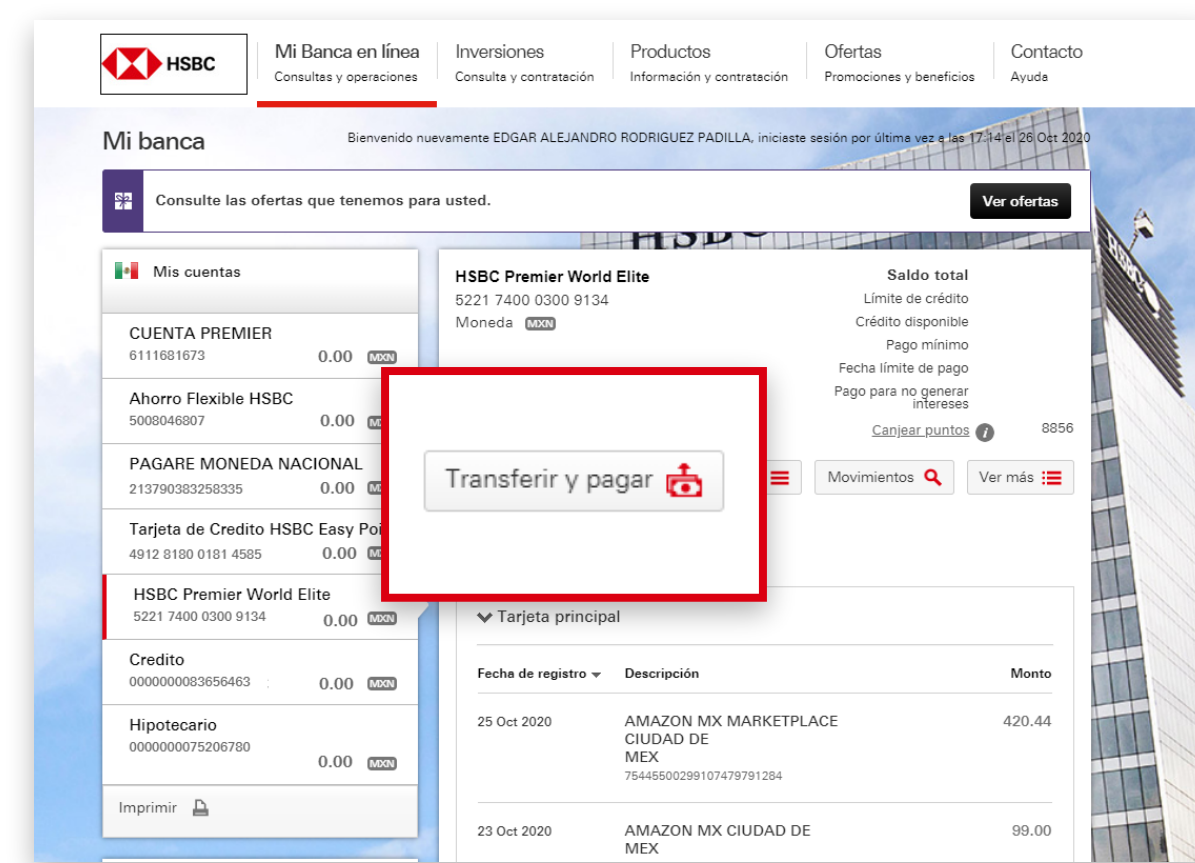 HSBC
Mi Banca en línea
Consultas y operaciones
Inversiones
Consulta y contratación
Productos
Información y contratación
Ofertas
Promociones y beneficios
Contacto
Ayuda
Mi banca
Bienvenido nuevamente EDGAR ALEJANDRO RODRIGUEZ PADILLA, iniciaste sesión por última vez a las 17:14 el 26 Oct 2020
Consulte las ofertas que tenemos para usted.
Ver ofertas
HSBC
HSBC
Mis cuentas
CUENTA PREMIER
6111681673 0.00 MXN
Ahorro Flexible HSBC
5008046807 0.00
PAGARE MONEDA NACIONAL
213790383258335 0.00
Tarjeta de Credito HSBC Easy
4912 8180 0181 4585 0.00
HSBC Premier World Elite
5221 7400 0300 9134 0.00 MXN
Credito
0000000083656463 0.00 MXN
Hipotecario
0000000075206780
0.00 MXN
Imprimir
HSBC Premier World Elite
5221 7400 0300 9134
Moneda MXN
Saldo total
Límite de crédito
Crédito disponible
Pago mínimo
Fecha límite de pago
Pago para no generar
intereses
Canjear puntos i 8856
Transferir y pagar
Movimientos
Ver más
Tarjeta principal
Fecha de registro Descripción Monto
25 Oct 2020 AMAZON MX MARKETPLACE 420.44
CIUDAD DE
MEX
75445500299107479791284
23 Oct 2020 AMAZON MX CIUDAD DE 99.00
MEX